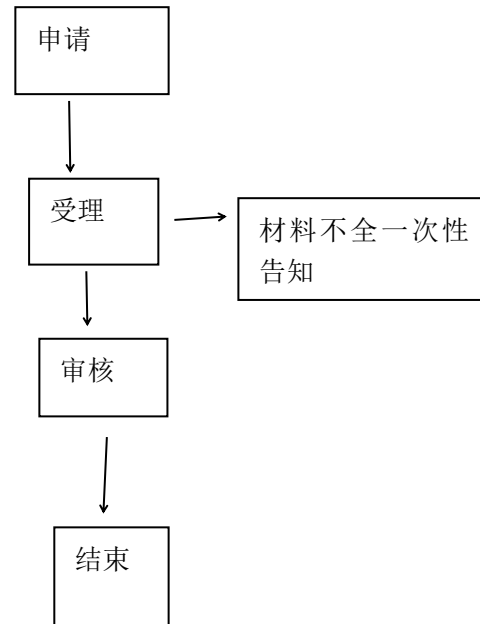 申请
受理
材料不全一次性
告知
审核
结束